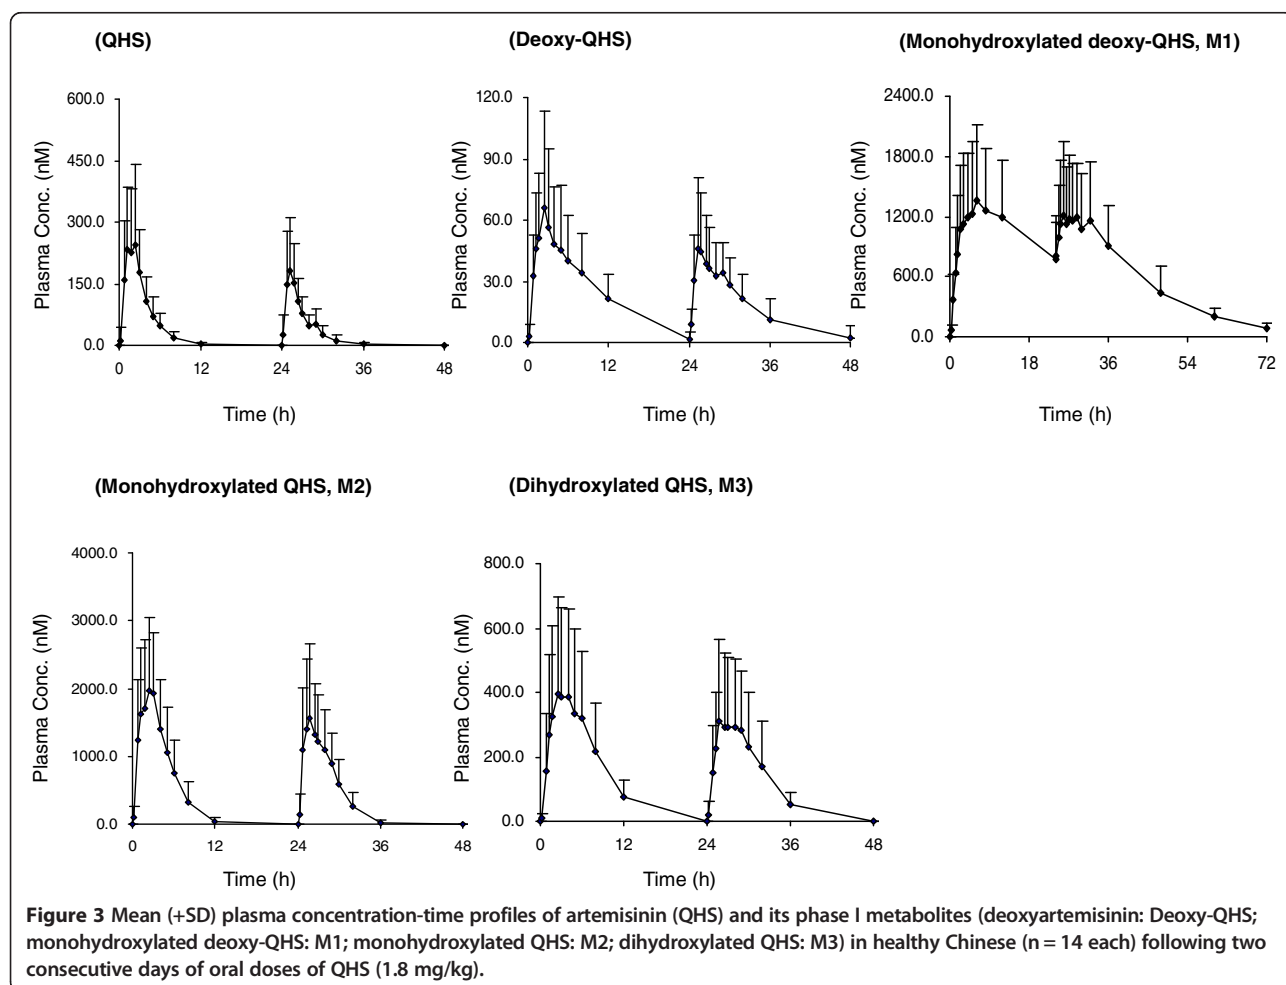 (QHS)
(Deoxy-QHS)
(Monohydroxylated deoxy-QHS, M1)
Plasma Conc. (nM)
600.0
450.0
300.0
150.0
0.0
0 12 24 36 48
Time (h)
Plasma Conc. (nM)
120.0
90.0
60.0
30.0
0.0
0 12 24 36 48
Time (h)
Plasma Conc. (nM)
2400.0
1800.0
1200.0
600.0
0.0
0 18 36 54 72
Time (h)
(Monohydroxylated QHS, M2)
(Dihydroxylated QHS, M3)
Plasma Conc. (nM)
4000.0
3000.0
2000.0
1000.0
0.0
0 12 24 36 48
Time (h)
Plasma Conc. (nM)
800.0
600.0
400.0
200.0
0.0
0 12 24 36 48
Time (h)
Figure 3 Mean (+SD) plasma concentration-time profiles of artemisinin (QHS) and its phase I metabolites (deoxyartemisinin: Deoxy-QHS;
monohydroxylated deoxy-QHS: M1; monohydroxylated QHS: M2; dihydroxylated QHS: M3) in healthy Chinese (n = 14 each) following two
consecutive days of oral doses of QHS (1.8 mg/kg).